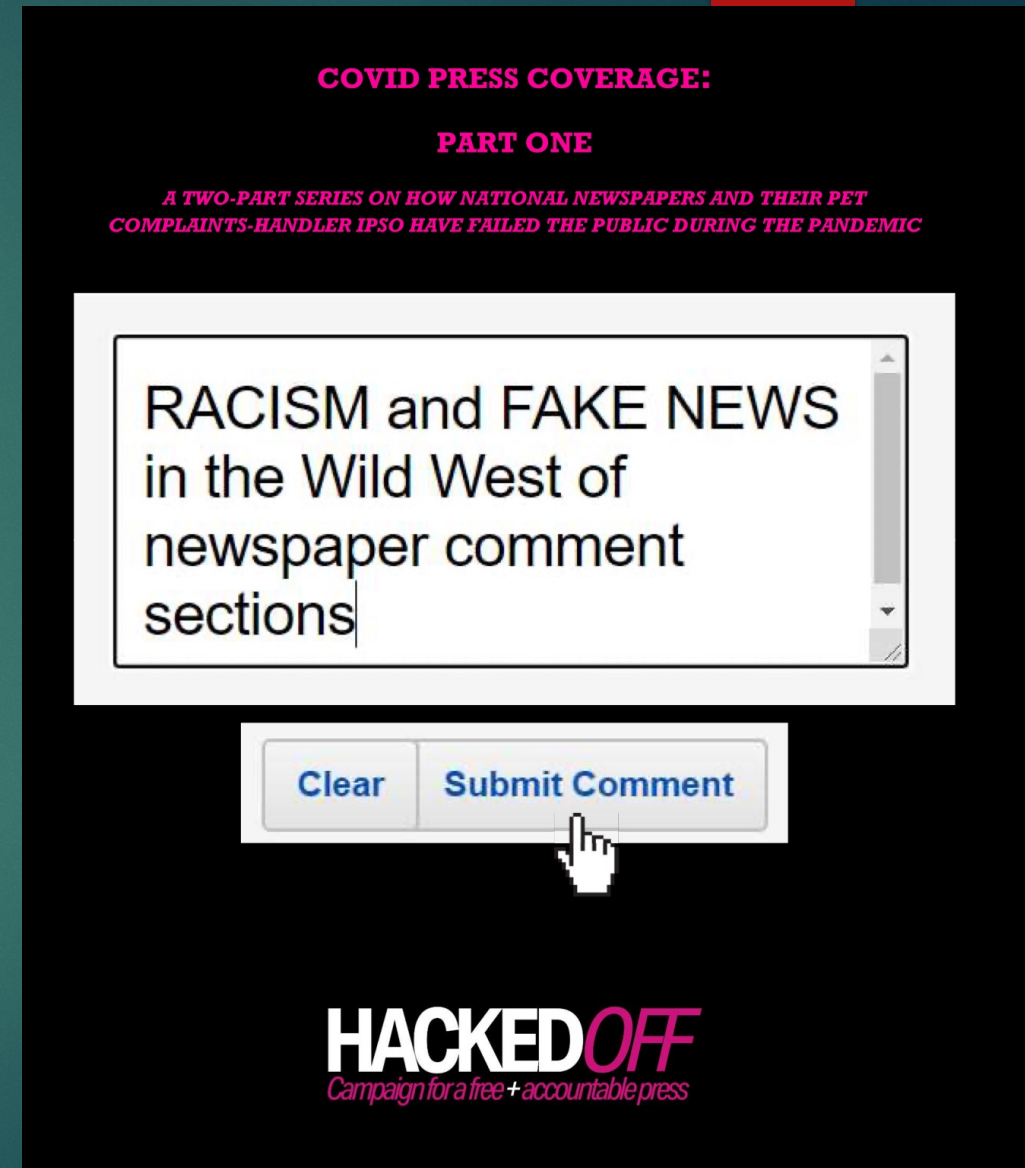 COVID PRESS COVERAGE:
PART ONE
A TWO-PART SERIES ON HOW NATIONAL NEWSPAPERS AND THEIR PET
COMPLAINTS-HANDLER IPSO HAVE FAILED THE PUBLIC DURING THE PANDEMIC
RACISM and FAKE NEWS
in the Wild West of
newspaper comment
sections
Clear Submit Comment
HACKEDOFF
Campaign for a free + accountable press